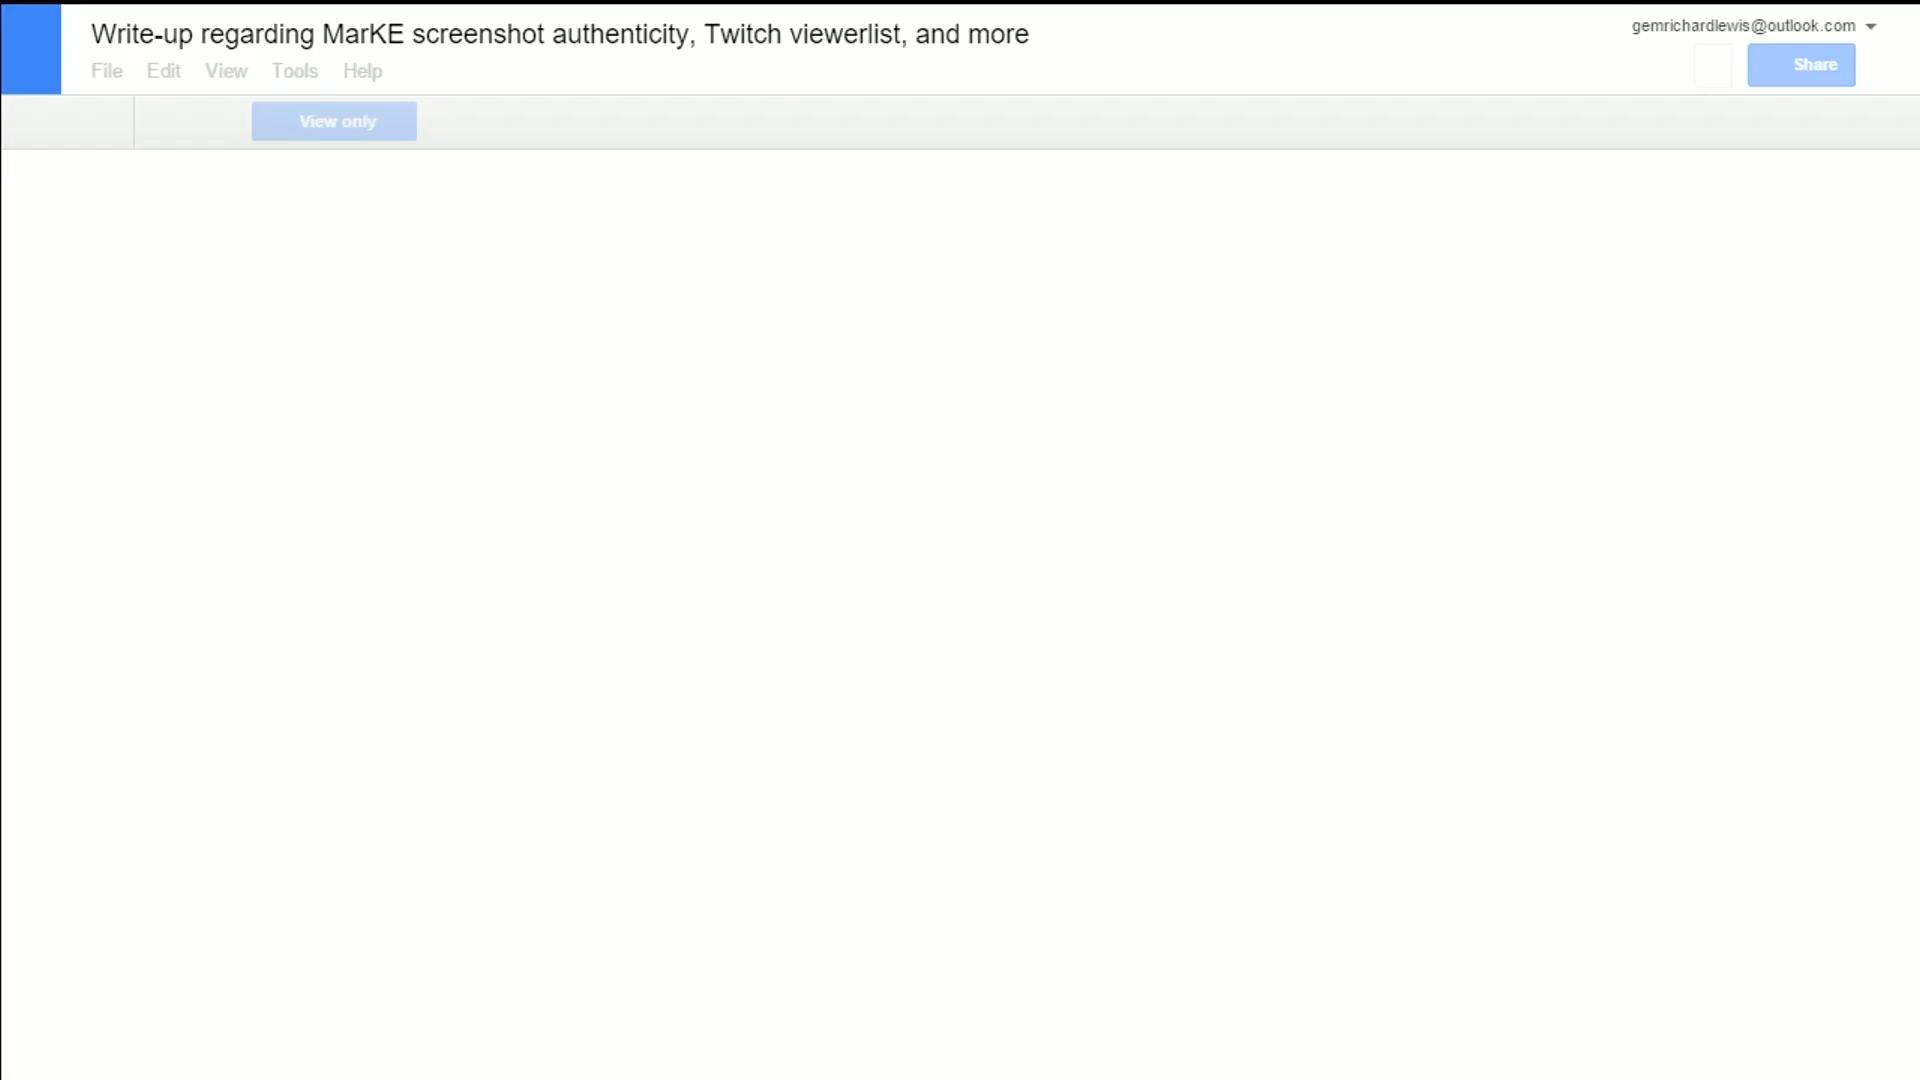 Write-up regarding MarKE screenshot authenticity, Twitch viewerlist, and more
gemrichardlewis@outlook.com
File Edit View Tools Help
Share
View only